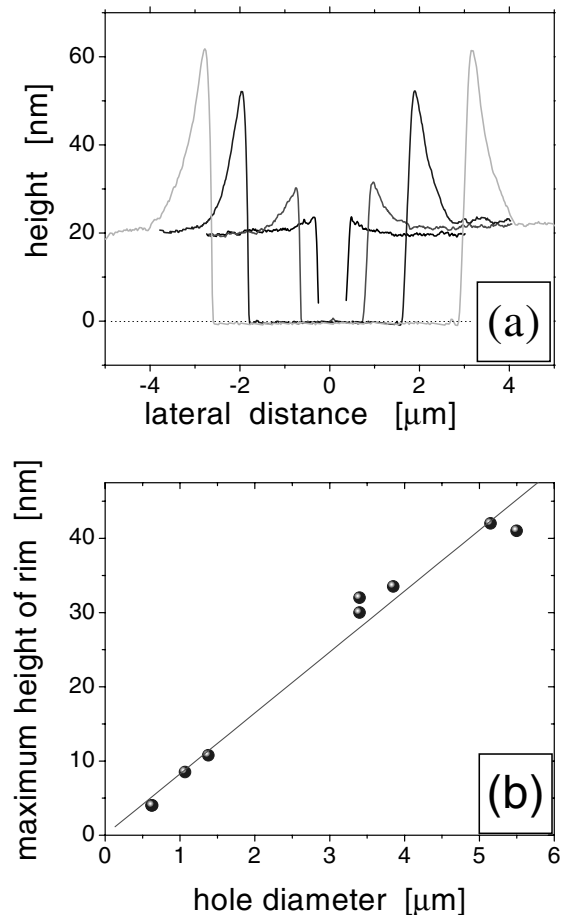 60
40
20
0
height [nm]
(a)
-4 -2 0 2 4
lateral distance [μm]
40
30
20
10
0
maximum height of rim [nm]
(b)
0 1 2 3 4 5 6
hole diameter [μm]